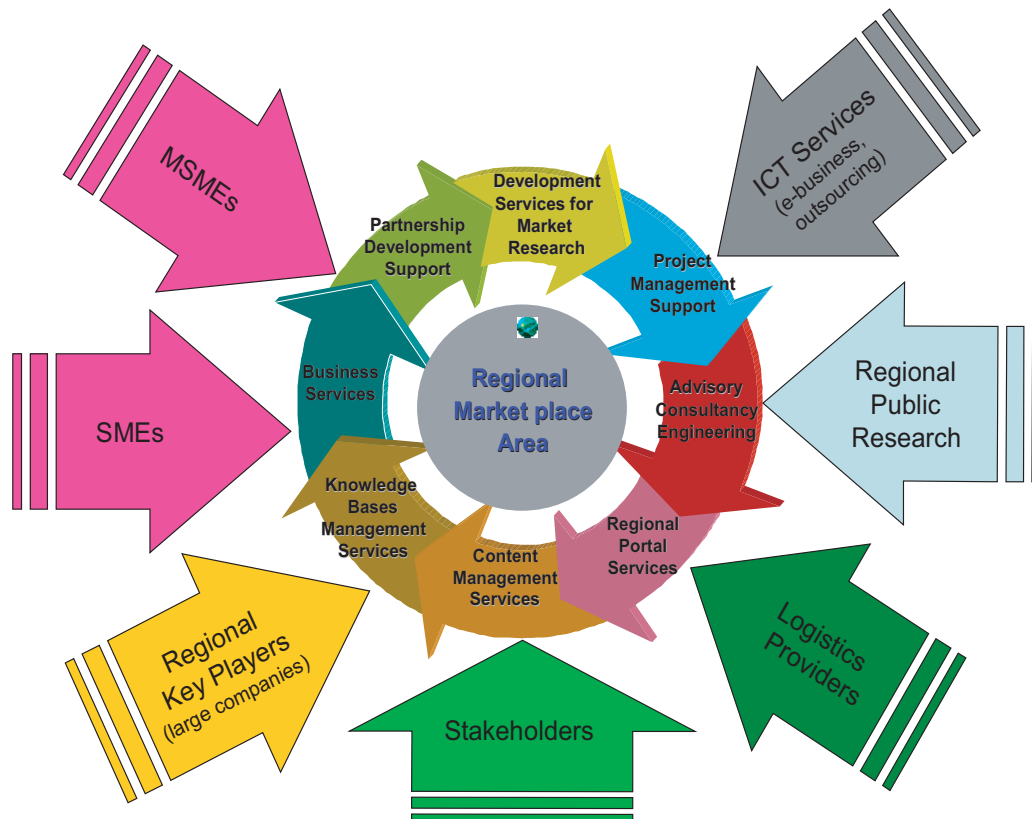 MSMEs
ICT Services
(e-business,
outsourcing)
Development
Services for
Market
Research
Partnership
Development
Support
Project
Management
Support
Business
Services
Regional
Market place
Area
Advisory
Consultancy
Engineering
SMEs
Regional
Public
Research
Knowledge
Bases
Management
Services
Content
Management
Services
Regional
Portal
Services
Regional
Key Players
(large companies)
Stakeholders
Logistics
Providers